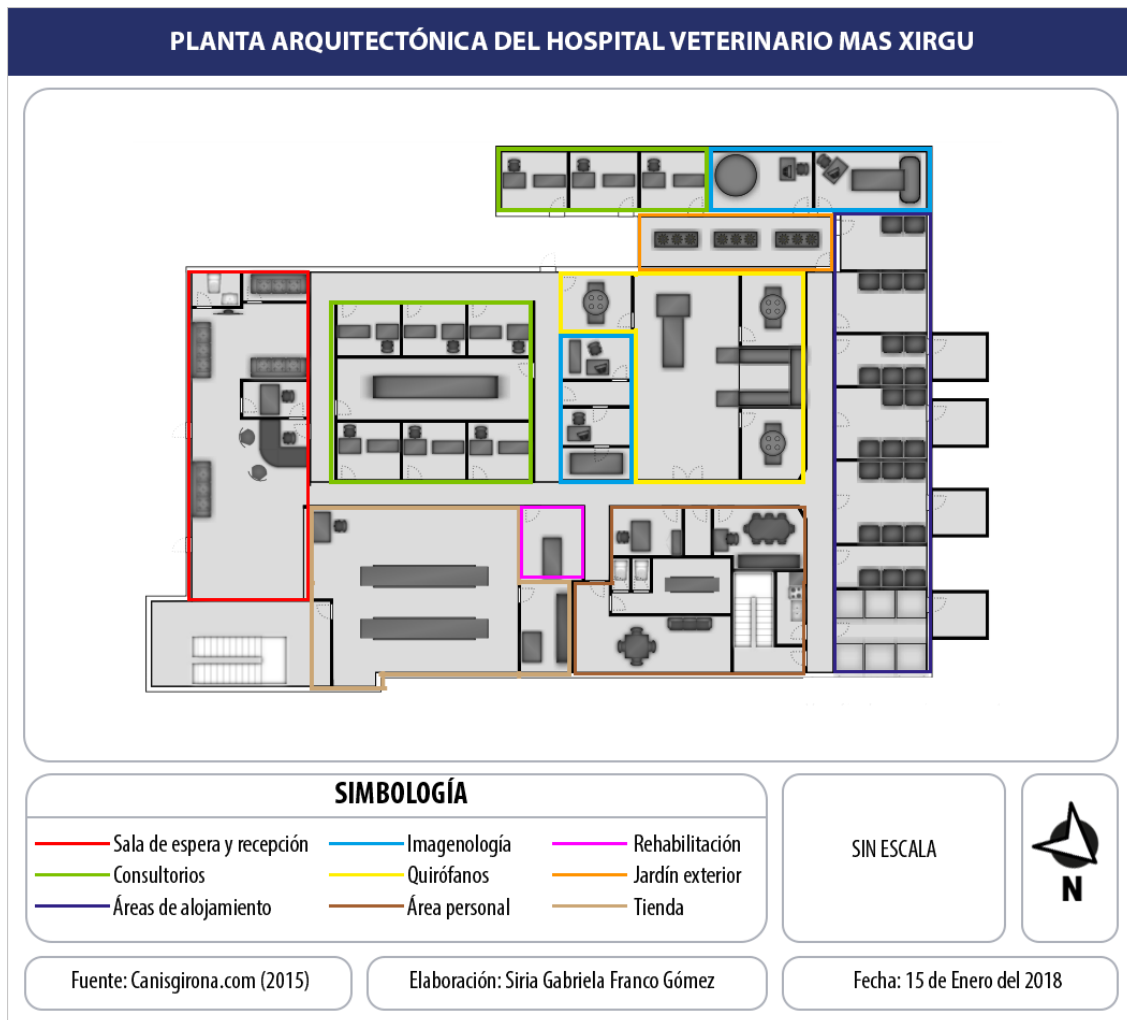 PLANTA ARQUITECTÓNICA DEL HOSPITAL VETERINARIO MAS XIRGU
SIMBOLOGÍA
Sala de espera y recepción
Imagenología
Rehabilitación
Consultorios
Quirófanos
Jardín exterior
Áreas de alojamiento
Área personal
Tienda
SIN ESCALA
N
Fuente: Canisgirona.com (2015)
Elaboración: Siria Gabriela Franco Gómez
Fecha: 15 de Enero del 2018